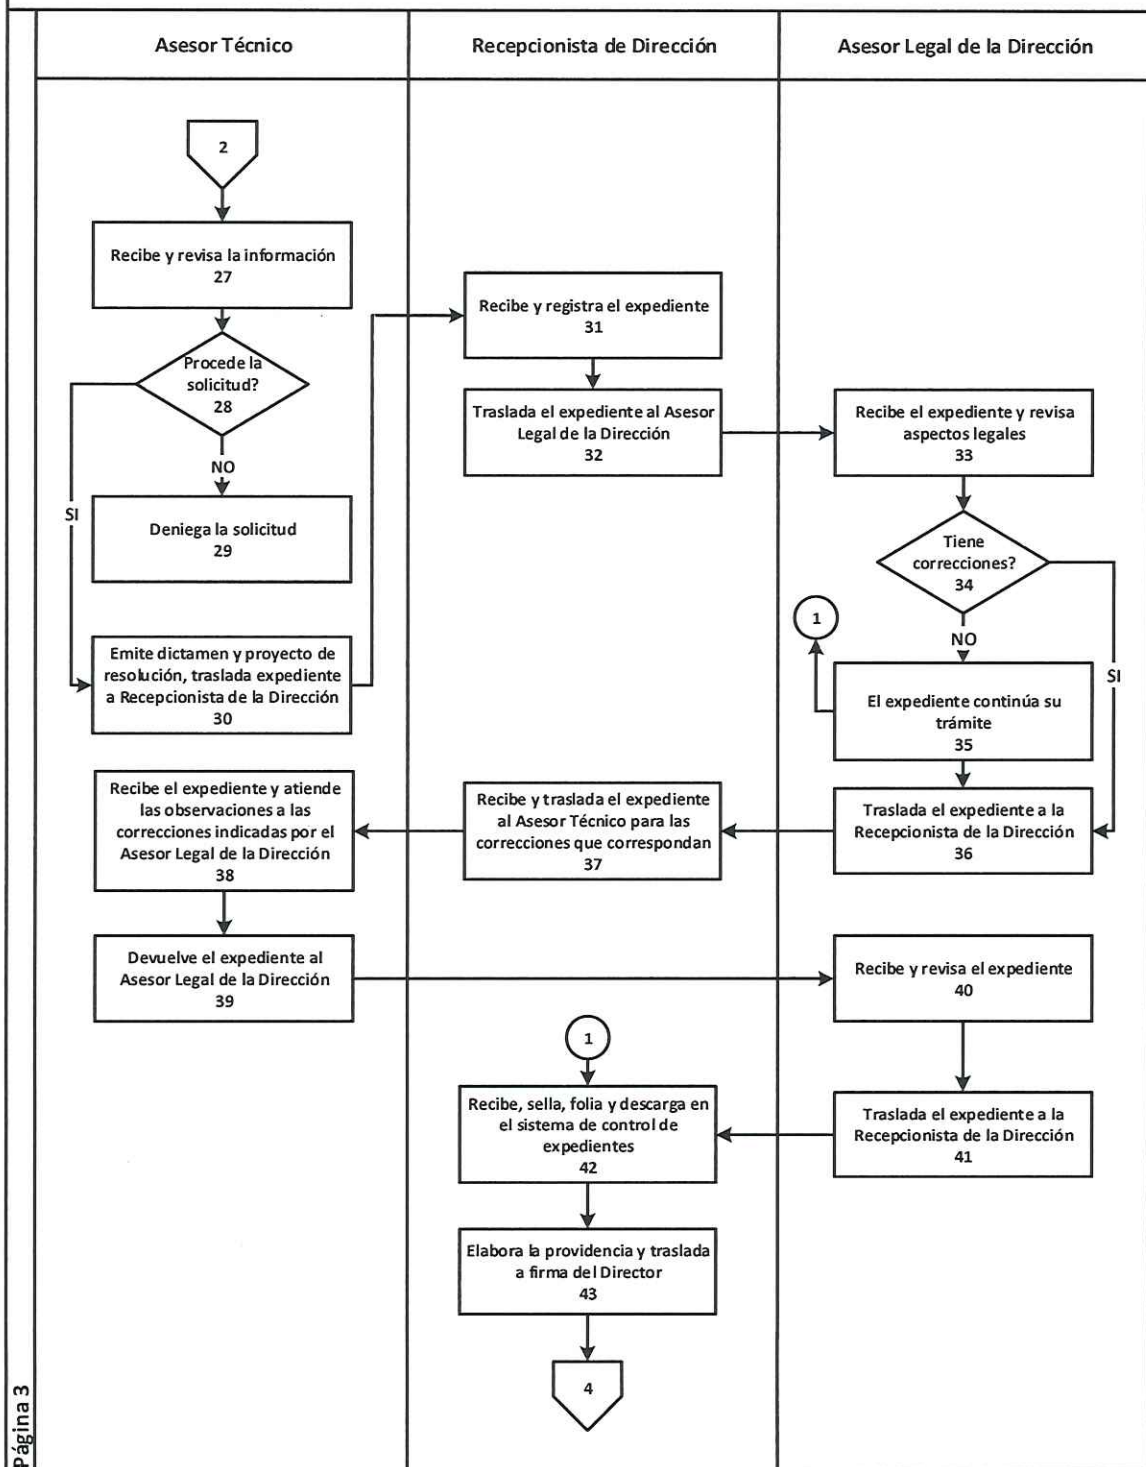 Asesor Técnico
Recepcionista de Dirección
Asesor Legal de la Dirección
2
Recibe y revisa la información
27
Procede la
solicitud?
28
NO
SI
Deniega la solicitud
29
Emite dictamen y proyecto de
resolución, traslada expediente
a Recepcionista de la Dirección
30
Recibe y registra el expediente
31
Traslada el expediente al Asesor
Legal de la Dirección
32
Recibe el expediente y revisa
aspectos legales
33
Tiene
correcciones?
34
1
NO
SI
El expediente continúa su
trámite
35
Traslada el expediente a la
Recepcionista de la Dirección
36
Recibe y traslada el expediente
al Asesor Técnico para las
correcciones que correspondan
37
Recibe el expediente y atiende
las observaciones a las
correcciones indicadas por el
Asesor Legal de la Dirección
38
Devuelve el expediente al
Asesor Legal de la Dirección
39
Recibe y revisa el expediente
40
Traslada el expediente a la
Recepcionista de la Dirección
41
1
Recibe, sella, folia y descarga en
el sistema de control de
expedientes
42
Elabora la providencia y traslada
a firma del Director
43
4
Página 3